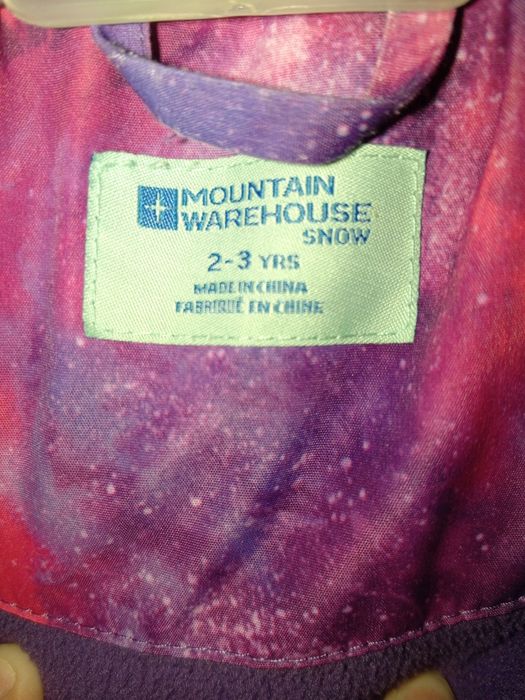 MOUNTAIN
WAREHOUSE
SNOW
2-3 YRS
MADE IN CHINA
FABRIQUÉ EN CHINE